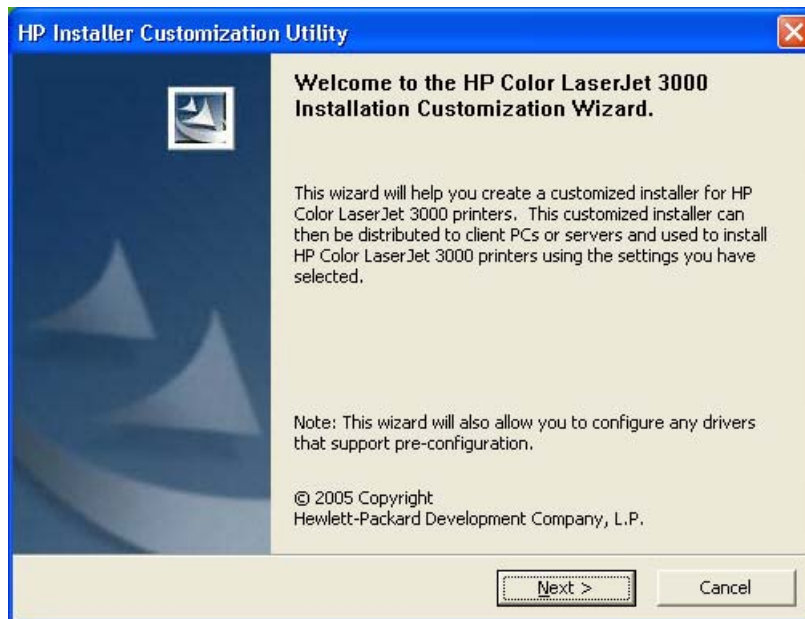 HP Installer Customization Utility
Welcome to the HP Color LaserJet 3000
Installation Customization Wizard.
This wizard will help you create a customized installer for HP
Color LaserJet 3000 printers.  This customized installer can
then be distributed to client PCs or servers and used to install
HP Color LaserJet 3000 printers using the settings you have
selected.
Note: This wizard will also allow you to configure any drivers
that support pre-configuration.
© 2005 Copyright
Hewlett-Packard Development Company, L.P.
Next >
Cancel